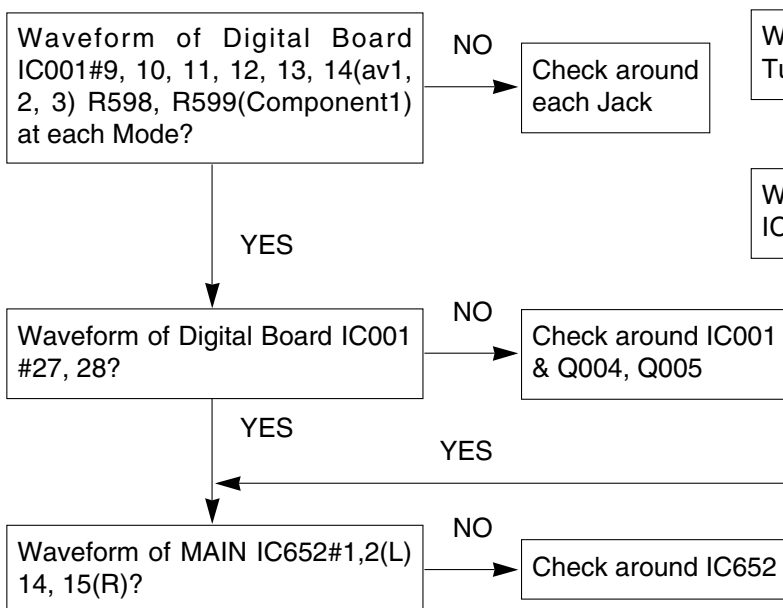 Waveform of Digital Board
IC001#9, 10, 11, 12, 13, 14(av1,
2, 3) R598, R599(Component1)
at each Mode?
NO
Check around
each Jack
YES
Waveform of Digital Board IC001
#27, 28?
NO
Check around IC001
& Q004, Q005
YES
YES
Waveform of MAIN IC652#1,2(L)
14, 15(R)?
NO
Check around IC652